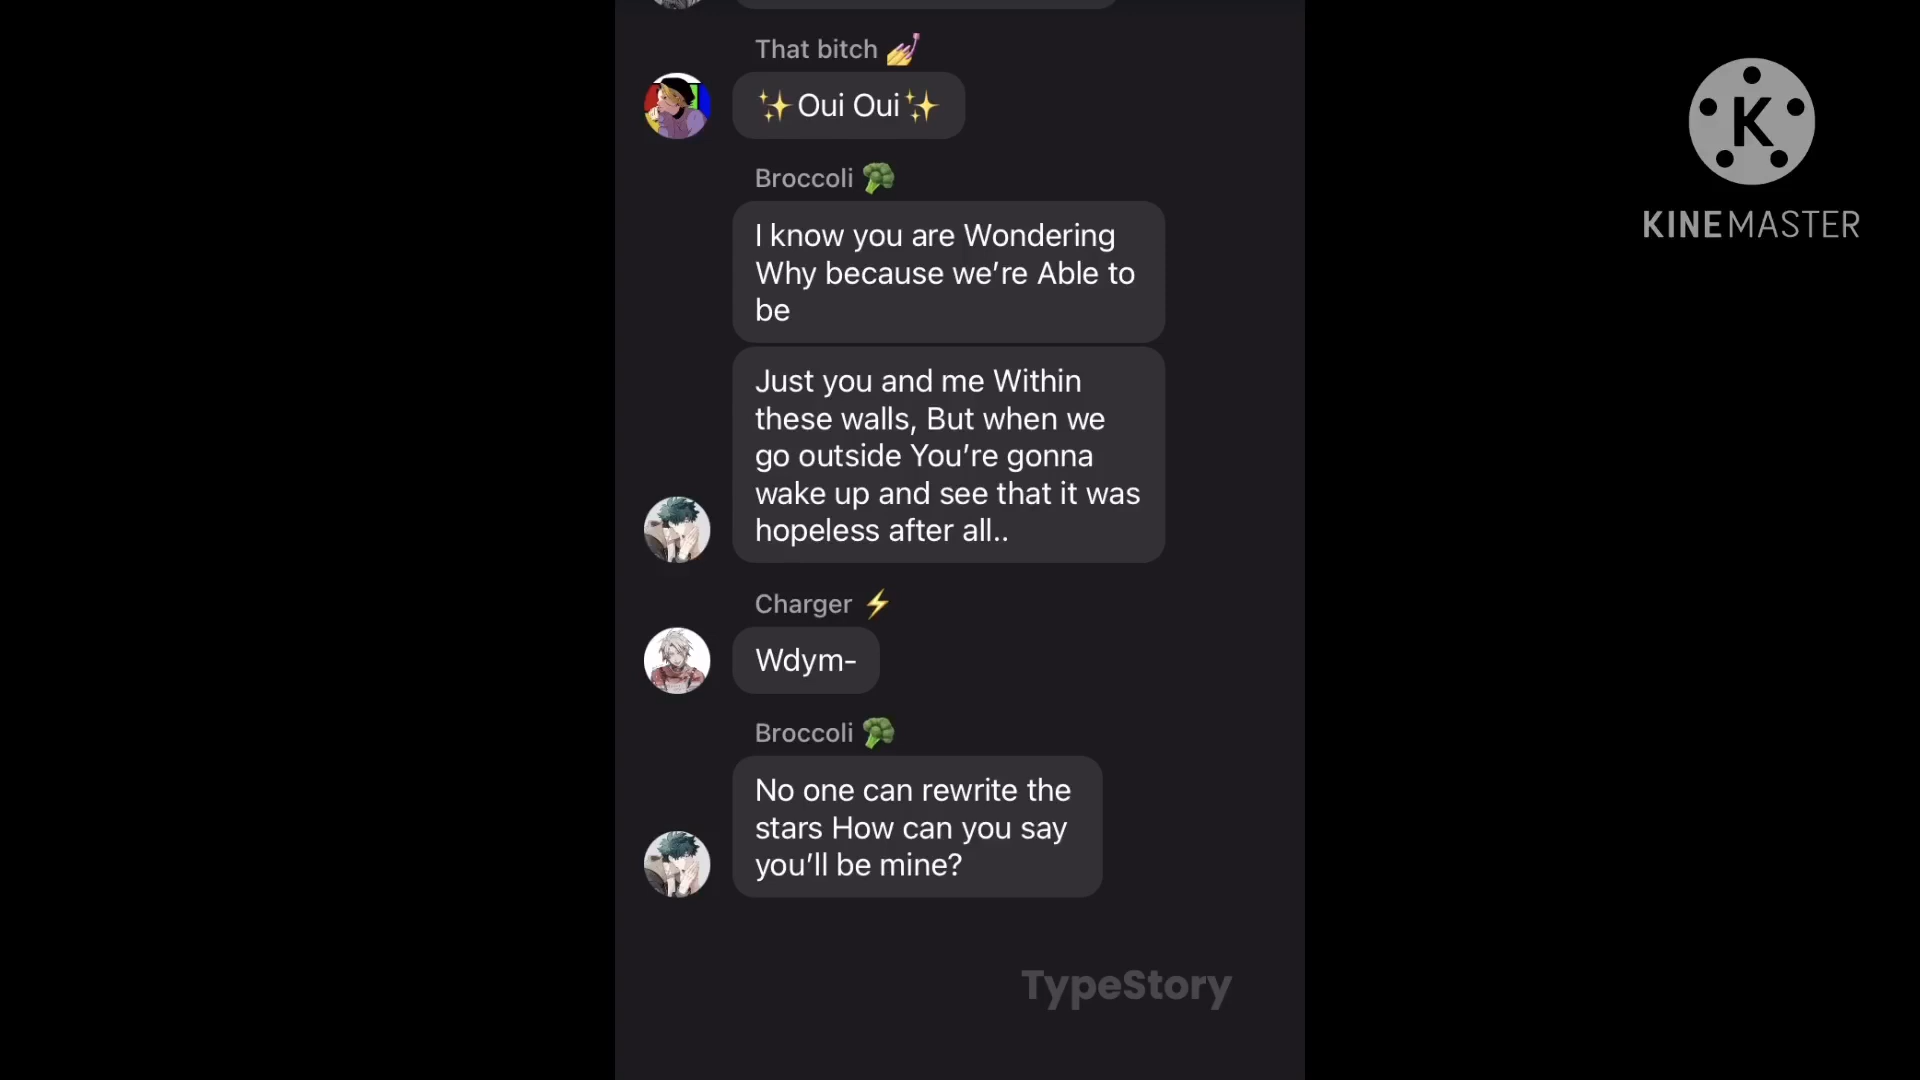 That bitch 💅
✨Oui Oui✨
Broccoli 🥦
I know you are Wondering
Why because we're Able to
be
Just you and me Within
these walls, But when we
go outside You're gonna
wake up and see that it was
hopeless after all..
Charger ⚡
Wdym-
Broccoli 🥦
No one can rewrite the
stars How can you say
you'll be mine?
TypeStory
K
KINEMASTER